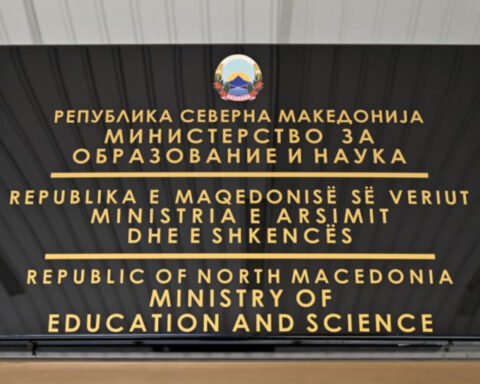 РЕПУБЛИКА СЕВЕРНА МАКЕДОНИЈА
МИНИСТЕРСТВО ЗА
ОБРАЗОВАНИЕ И НАУКА
REPUBLIKA E MAQEDONISË SË VERIUT
MINISTRIA E ARSIMIT
DHE E SHKENCËS
REPUBLIC OF NORTH MACEDONIA
MINISTRY OF
EDUCATION AND SCIENCE